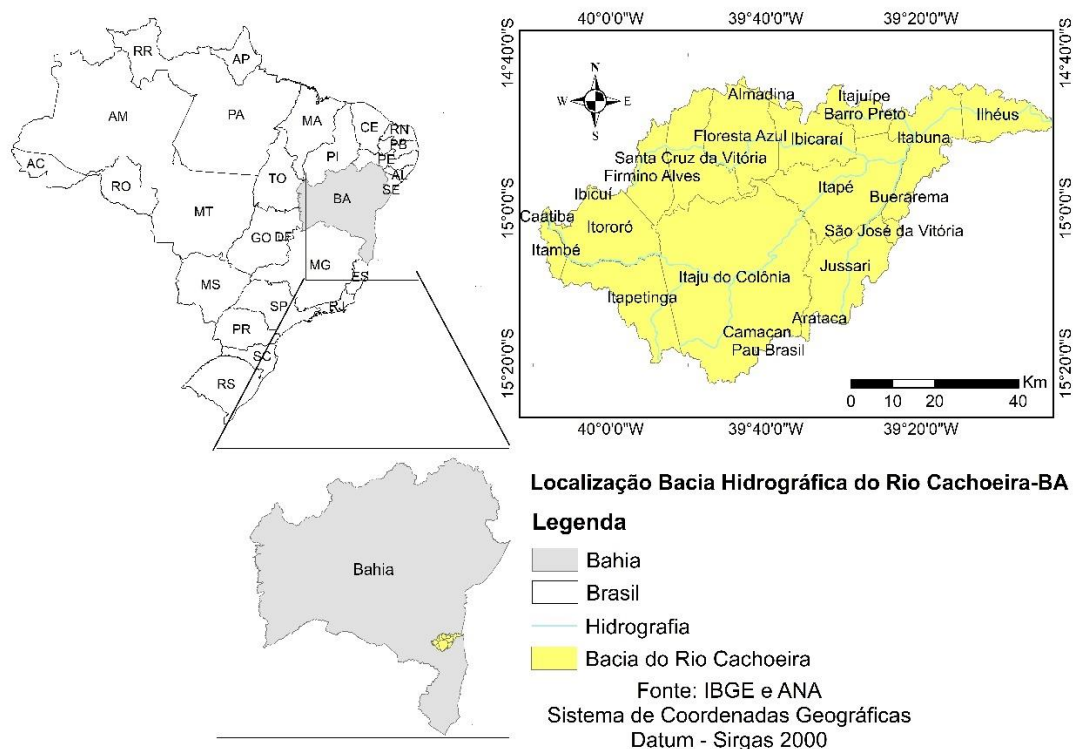 RR
AP
AM
PA
MA
CE
RN
PB
PE
AL
SE
PI
AC
TO
RO
BA
MT
GO DF
MG
ES
MS
SP
RJ
PR
SC
RS
40°0'0"W 39°40'0"W 39°20'0"W
14°40'0"S
15°0'0"S
15°20'0"S
14°40'0"S
15°0'0"S
15°20'0"S
N
W E
S
Almadina
Itajuípe
Barro Preto
Ilhéus
Floresta Azul
Ibicaraí
Itabuna
Santa Cruz da Vitória
Firmino Alves
Itapé
Ibicuí
Buerarema
Caatiba
Itororó
São José da Vitória
Itambé
Itaju do Colônia
Jussari
Itapetinga
Arataca
Camacan
Pau Brasil
Km
0 10 20 40
40°0'0"W 39°40'0"W 39°20'0"W
Bahia
Localização Bacia Hidrográfica do Rio Cachoeira-BA
Legenda
Bahia
Brasil
Hidrografia
Bacia do Rio Cachoeira
Fonte: IBGE e ANA
Sistema de Coordenadas Geográficas
Datum - Sirgas 2000